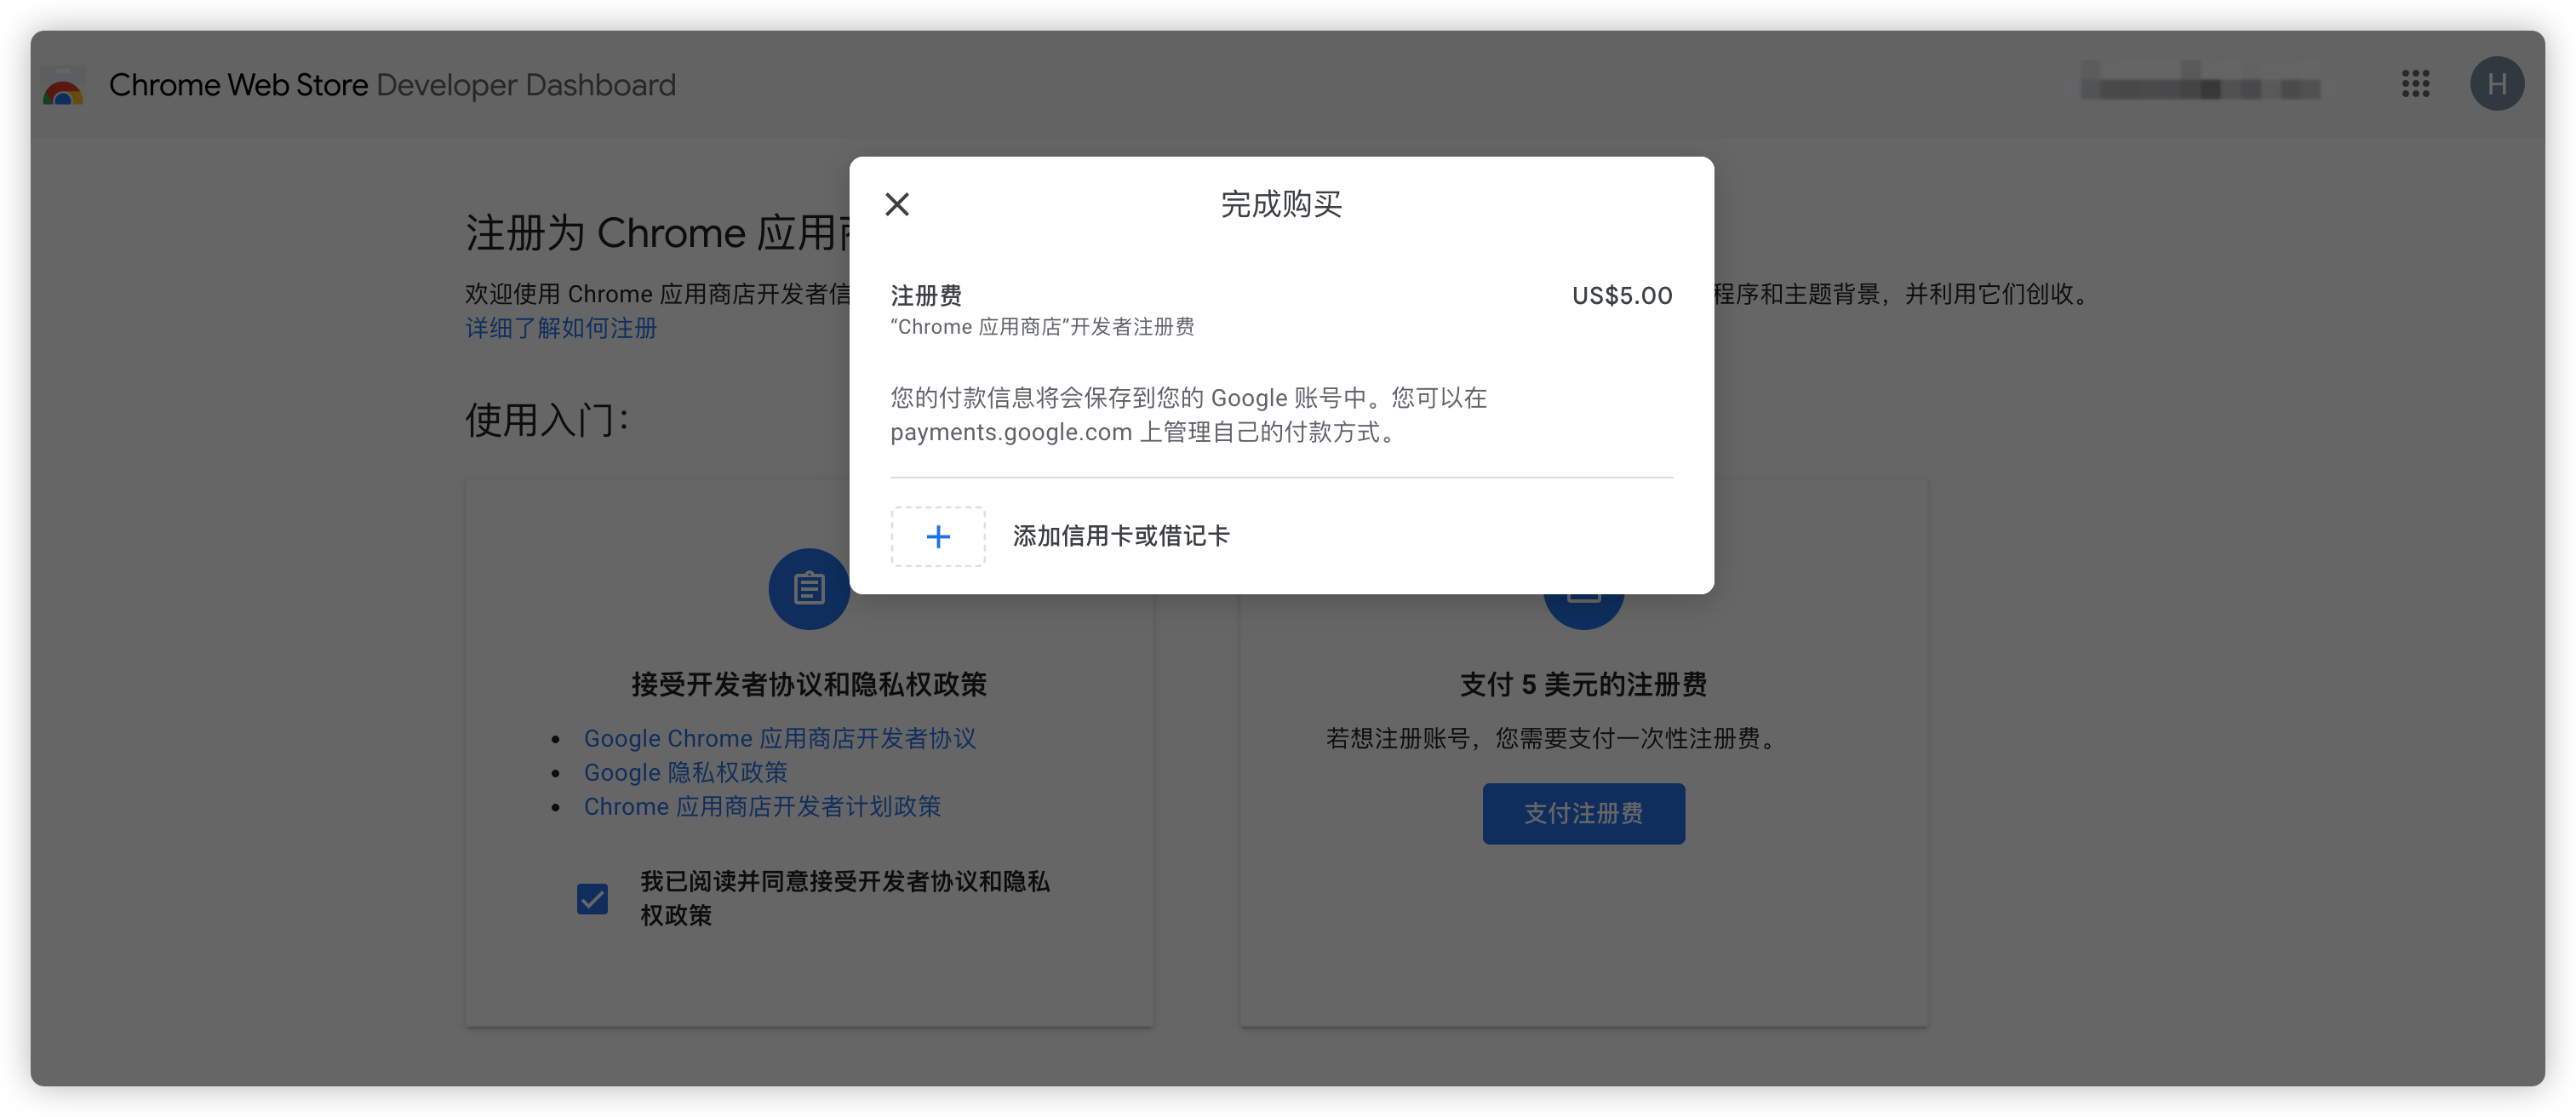 Chrome Web Store Developer Dashboard
H
注册为 Chrome 应用
欢迎使用 Chrome 应用商店开发者信
程序和主题背景，并利用它们创收。
详细了解如何注册
使用入门：
完成购买
注册费
US$5.00
“Chrome 应用商店”开发者注册费
您的付款信息将会保存到您的 Google 账号中。您可以在
payments.google.com 上管理自己的付款方式。
添加信用卡或借记卡
接受开发者协议和隐私权政策
Google Chrome 应用商店开发者协议
Google 隐私权政策
Chrome 应用商店开发者计划政策
我已阅读并同意接受开发者协议和隐私
权政策
支付 5 美元的注册费
若想注册账号，您需要支付一次性注册费。
支付注册费